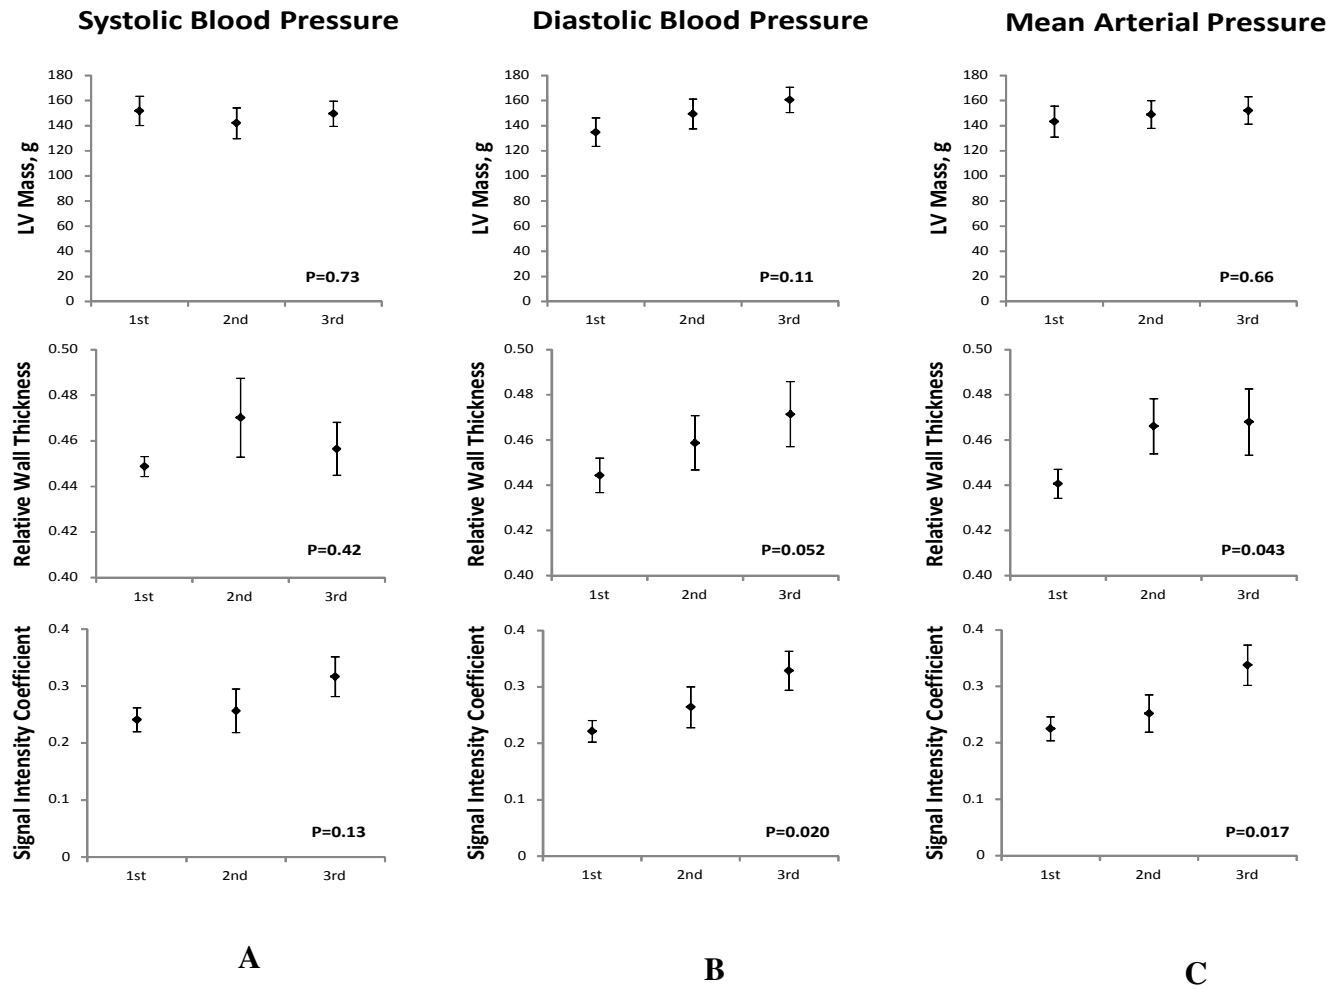 Systolic Blood Pressure
Diastolic Blood Pressure
Mean Arterial Pressure
LV Mass, g
180
160
140
120
100
80
60
40
20
0
P=0.73
1st 2nd 3rd
LV Mass, g
180
160
140
120
100
80
60
40
20
0
P=0.11
1st 2nd 3rd
LV Mass, g
180
160
140
120
100
80
60
40
20
0
P=0.66
1st 2nd 3rd
Relative Wall Thickness
0.50
0.48
0.46
0.44
0.42
0.40
P=0.42
1st 2nd 3rd
Relative Wall Thickness
0.50
0.48
0.46
0.44
0.42
0.40
P=0.052
1st 2nd 3rd
Relative Wall Thickness
0.50
0.48
0.46
0.44
0.42
0.40
P=0.043
1st 2nd 3rd
Signal Intensity Coefficient
0.4
0.3
0.2
0.1
0
P=0.13
1st 2nd 3rd
Signal Intensity Coefficient
0.4
0.3
0.2
0.1
0
P=0.020
1st 2nd 3rd
Signal Intensity Coefficient
0.4
0.3
0.2
0.1
0
P=0.017
1st 2nd 3rd
A
B
C